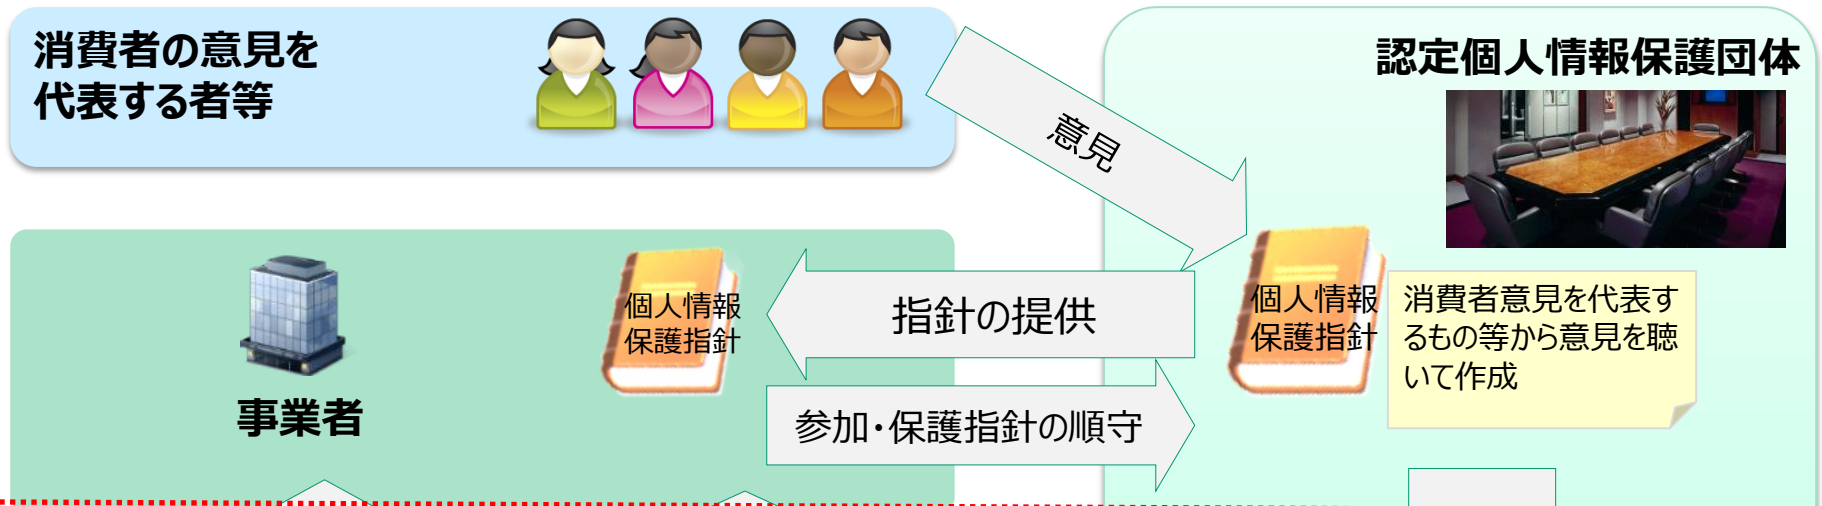 消費者の意見を
代表する者等
意見
認定個人情報保護団体
事業者
個人情報
保護指針
指針の提供
参加・保護指針の順守
個人情報
保護指針
消費者意見を代表す
るもの等から意見を聴
いて作成